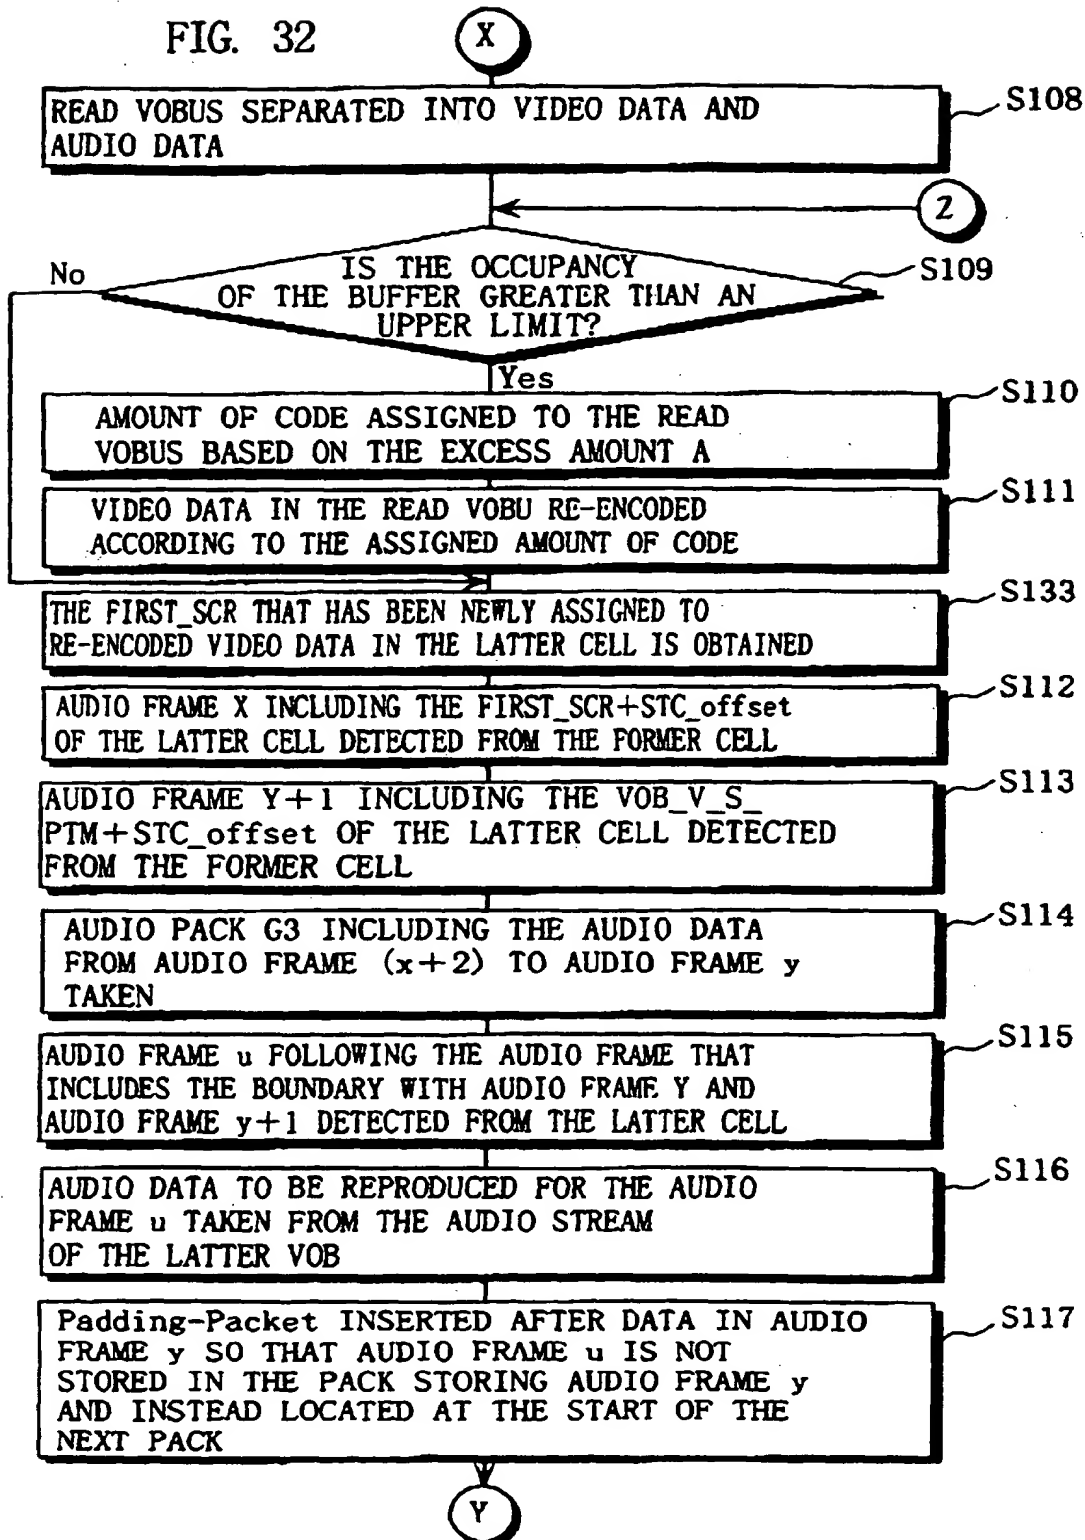 FIG. 32
X
READ VOBUS SEPARATED INTO VIDEO DATA AND
AUDIO DATA
S108
2
No
IS THE OCCUPANCY
OF THE BUFFER GREATER THAN AN
UPPER LIMIT?
S109
Yes
AMOUNT OF CODE ASSIGNED TO THE READ
VOBUS BASED ON THE EXCESS AMOUNT A
S110
VIDEO DATA IN THE READ VOBU RE-ENCODED
ACCORDING TO THE ASSIGNED AMOUNT OF CODE
S111
THE FIRST_SCR THAT HAS BEEN NEWLY ASSIGNED TO
RE-ENCODED VIDEO DATA IN THE LATTER CELL IS OBTAINED
S133
AUDIO FRAME X INCLUDING THE FIRST_SCR+STC_offset
OF THE LATTER CELL DETECTED FROM THE FORMER CELL
S112
AUDIO FRAME Y+1 INCLUDING THE VOB_V_S_
PTM+STC_offset OF THE LATTER CELL DETECTED
FROM THE FORMER CELL
S113
AUDIO PACK G3 INCLUDING THE AUDIO DATA
FROM AUDIO FRAME (x+2) TO AUDIO FRAME y
TAKEN
S114
AUDIO FRAME u FOLLOWING THE AUDIO FRAME THAT
INCLUDES THE BOUNDARY WITH AUDIO FRAME Y AND
AUDIO FRAME y+1 DETECTED FROM THE LATTER CELL
S115
AUDIO DATA TO BE REPRODUCED FOR THE AUDIO
FRAME u TAKEN FROM THE AUDIO STREAM
OF THE LATTER VOB
S116
Padding-Packet INSERTED AFTER DATA IN AUDIO
FRAME y SO THAT AUDIO FRAME u IS NOT
STORED IN THE PACK STORING AUDIO FRAME y
AND INSTEAD LOCATED AT THE START OF THE
NEXT PACK
S117
Y